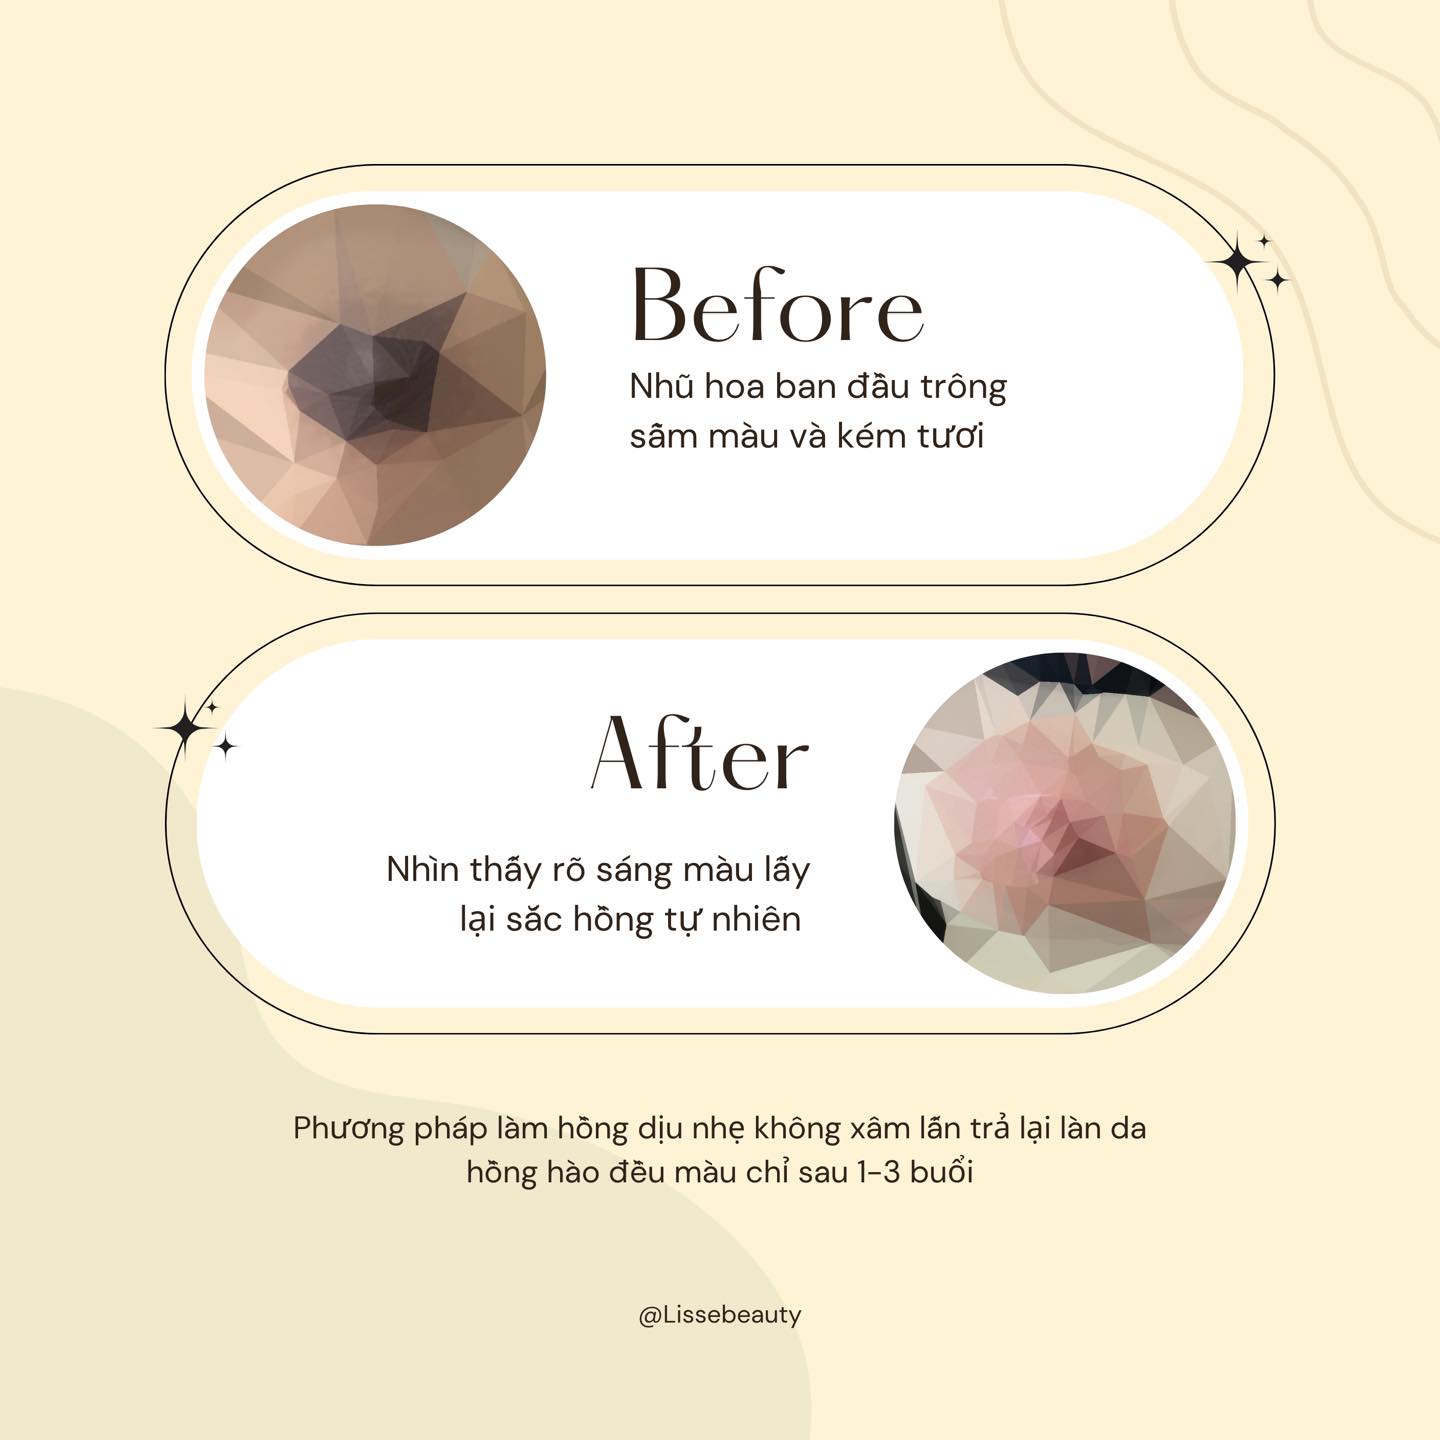 Before
Nhũ hoa ban đầu trông
sẫm màu và kém tươi
After
Nhìn thấy rõ sáng màu lấy
lại sắc hồng tự nhiên
Phương pháp làm hồng dịu nhẹ không xâm lấn trả lại làn da
hồng hào đều màu chỉ sau 1-3 buổi
@Lissebeauty